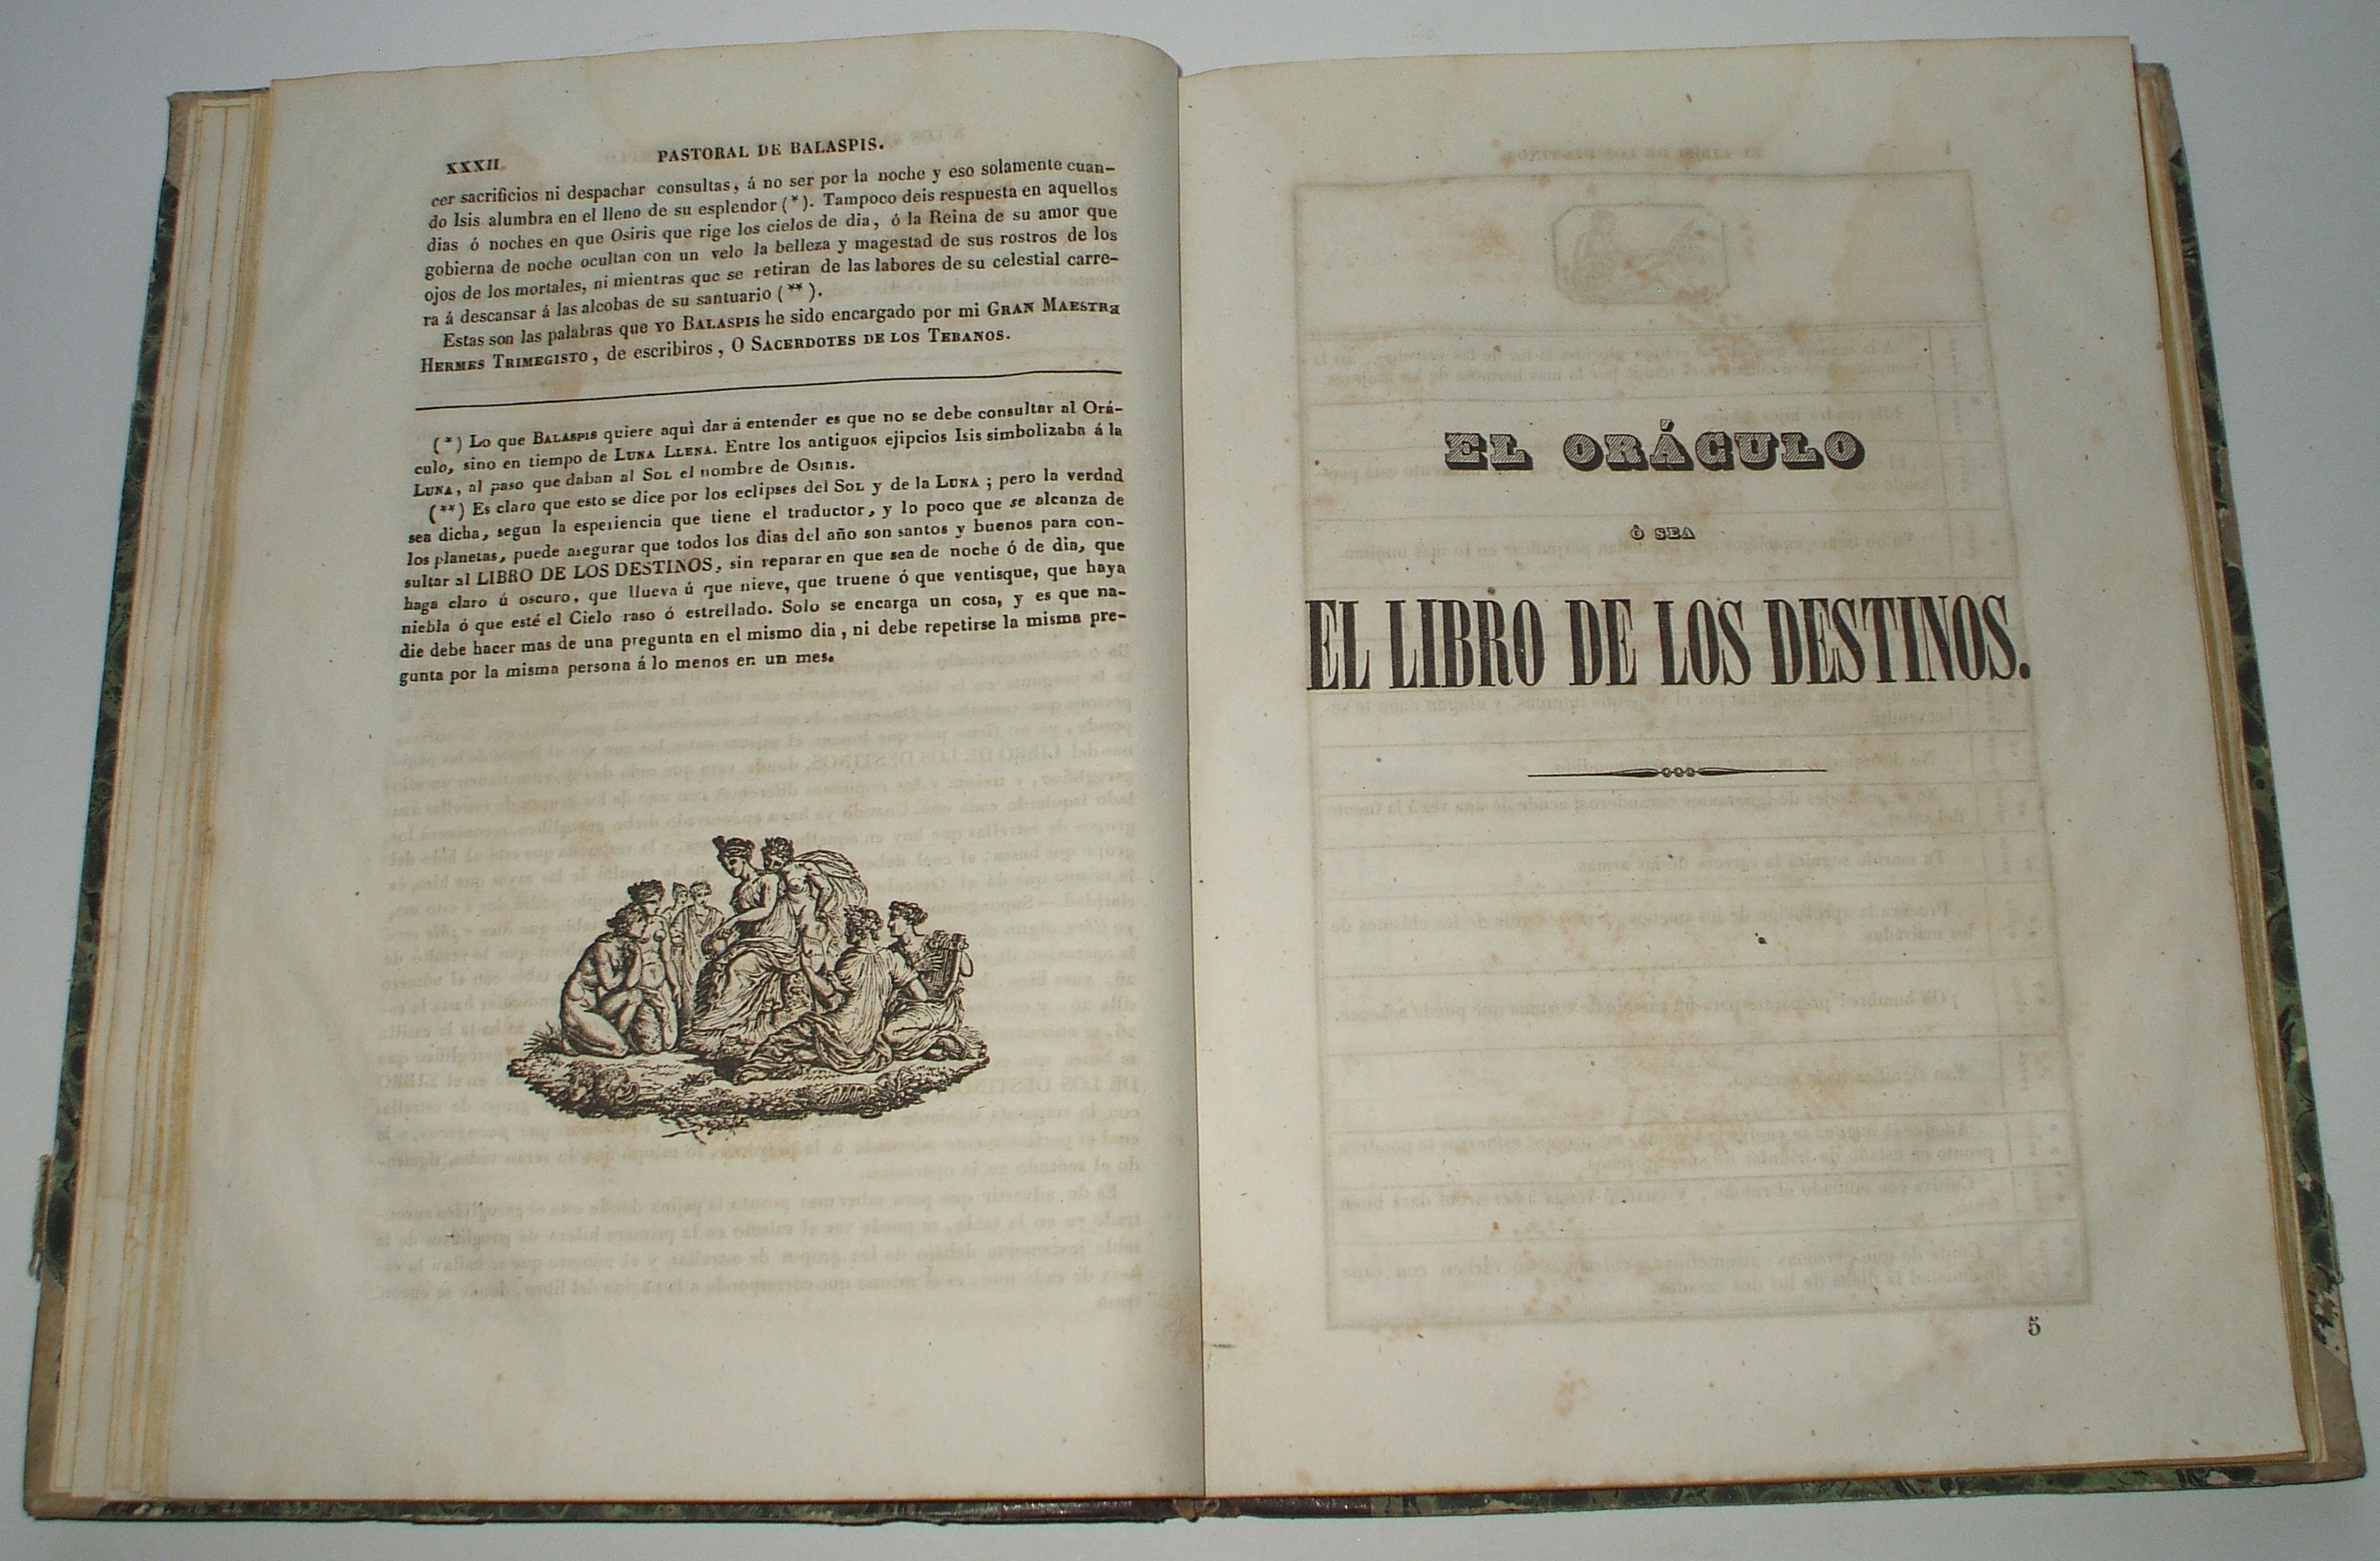 XXXII
PASTORAL DE BALASPIS.
cer sacrificios ni despachar consultas, á no ser por la noche y eso solamente cuan-
do Isis alumbra en el lleno de su esplendor (*). Tampoco deis respuesta en aquellos
dias ó noches en que Osiris que rige los cielos de dia, ó la Reina de su amor que
gobierna de noche ocultan con un velo la belleza y magestad de sus rostros de los
ojos de los mortales, ni mientras que se retiran de las labores de su celestial carre-
ra á descansar á las alcobas de su santuario (**).
Estas son las palabras que YO BALASPIS he sido encargado por mi GRAN MAESTRE
HERMES TRIMEGISTO, de escribiros, O SACERDOTES DE LOS TEBANOS.
(*) Lo que BALASPIS quiere aquì dar á entender es que no se debe consultar al Orá-
culo, sino en tiempo de LUNA LLENA. Entre los antiguos ejipcios Isis simbolizaba á la
LUNA, al paso que daban al SOL el nombre de OSIRIS.
(**) Es claro que esto se dice por los eclipses del SOL y de la LUNA; pero la verdad
sea dicha, segun la esperiencia que tiene el traductor, y lo poco que se alcanza de
los planetas, puede asegurar que todos los dias del año son santos y buenos para con-
sultar al LIBRO DE LOS DESTINOS, sin reparar en que sea de noche ó de dia, que
haga claro ú oscuro, que llueva ú que nieve, que truene ó que ventisque, que haya
niebla ó que esté el Cielo raso ó estrellado. Solo se encarga un cosa, y es que na-
die debe hacer mas de una pregunta en el mismo dia, ni debe repetirse la misma pre-
gunta por la misma persona á lo menos en un mes.
EL ORÁCULO
Ò SEA
EL LIBRO DE LOS DESTINOS.
5